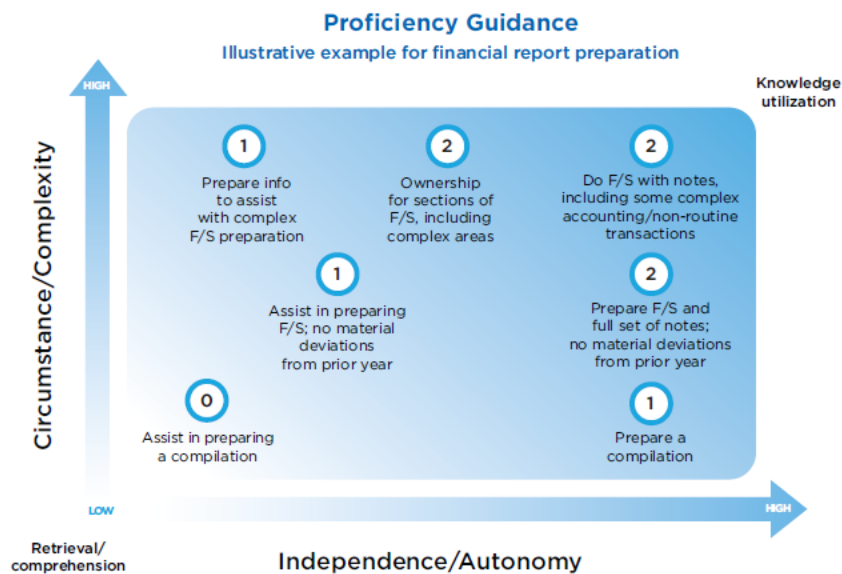 Proficiency Guidance
Illustrative example for financial report preparation
HIGH
Knowledge
utilization
Circumstance/Complexity
1
Prepare info
to assist
with complex
F/S preparation
2
Ownership
for sections of
F/S, including
complex areas
2
Do F/S with notes,
including some complex
accounting/non-routine
transactions
1
Assist in preparing
F/S; no material
deviations
from prior year
2
Prepare F/S and
full set of notes;
no material deviations
from prior year
0
Assist in preparing
a compilation
1
Prepare a
compilation
LOW
HIGH
Retrieval/
comprehension
Independence/Autonomy